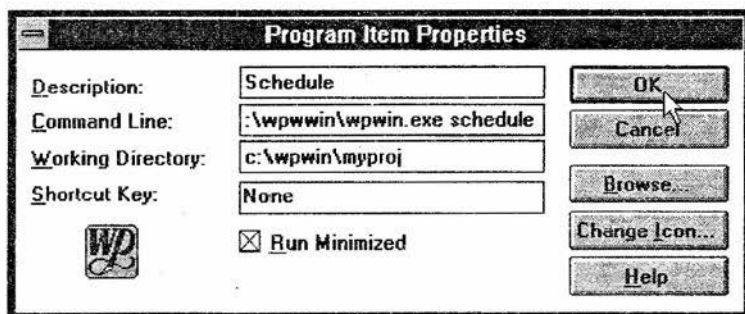 Program Item Properties
Description: Schedule
Command Line: :\wpwwin\wpwin.exe schedule
Working Directory: c:\wpwin\myproj
Shortcut Key: None
Run Minimized
WP
OK
Cancel
Browse...
Change Icon...
Help